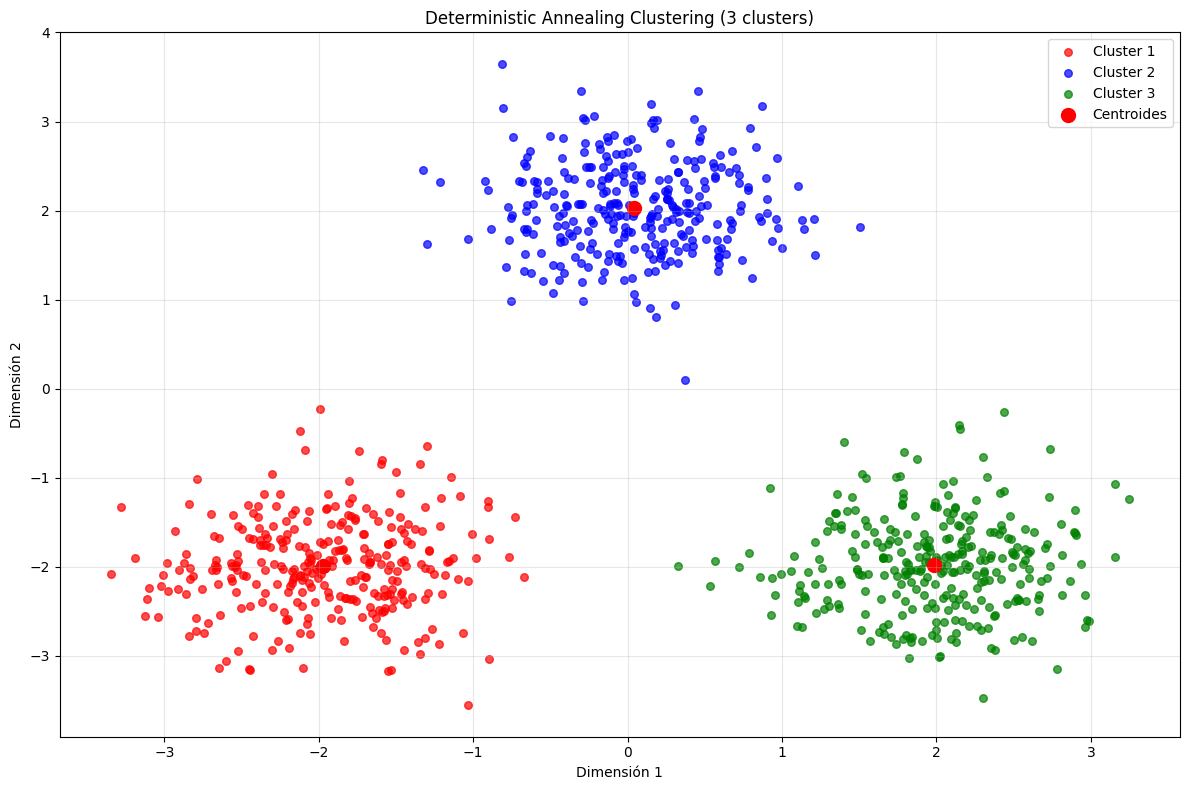 Deterministic Annealing Clustering (3 clusters)
Cluster 1
Cluster 2
Cluster 3
Centroides
4
3
2
1
0
−1
−2
−3
Dimensión 2
−3
−2
−1
0
1
2
3
Dimensión 1